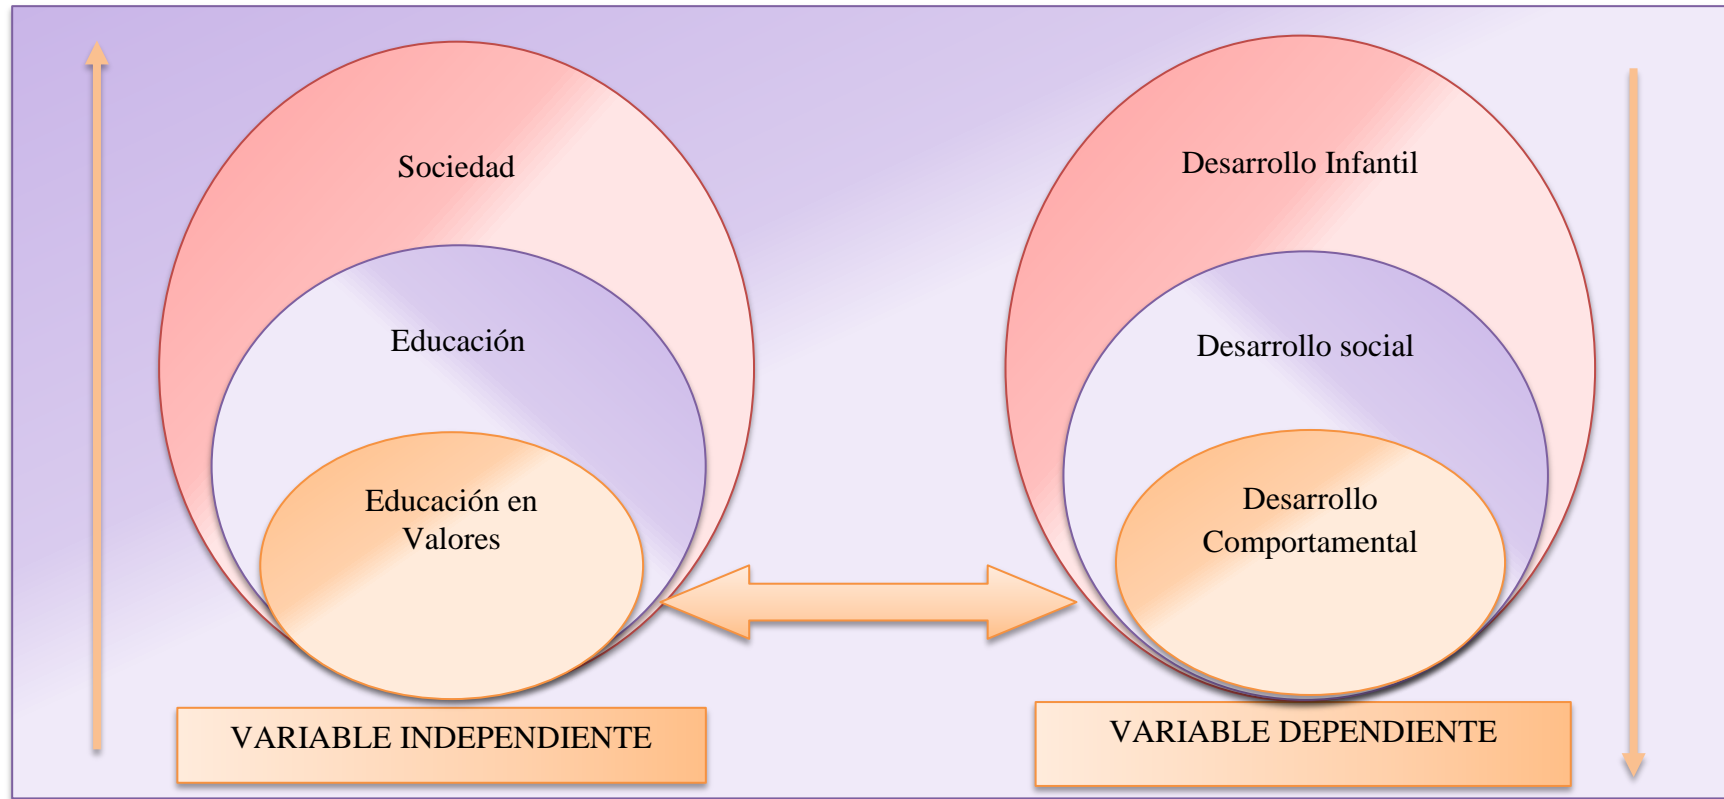 Sociedad
Educación
Educación en
Valores
VARIABLE INDEPENDIENTE
Desarrollo Infantil
Desarrollo social
Desarrollo
Comportamental
VARIABLE DEPENDIENTE